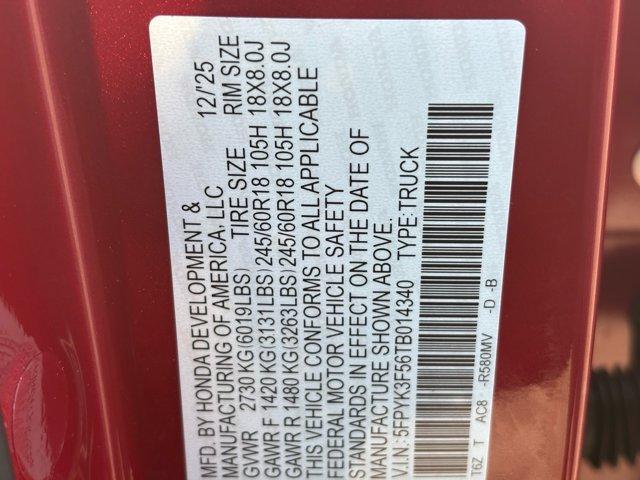 MFD. BY HONDA DEVELOPMENT &
MANUFACTURING OF AMERICA, LLC 12/'25
GVWR 2730 KG(6019LBS) TIRE SIZE RIM SIZE
GAWR F 1420 KG(3131LBS) 245/60R18 105H 18X8.0J
GAWR R 1480 KG(3263LBS) 245/60R18 105H 18X8.0J
THIS VEHICLE CONFORMS TO ALL APPLICABLE
FEDERAL MOTOR VEHICLE SAFETY
STANDARDS IN EFFECT ON THE DATE OF
MANUFACTURE SHOWN ABOVE.
V.I.N.: 5FPYK3F56TB014340 TYPE: TRUCK
T6Z T AC8 -R580MV -D -B